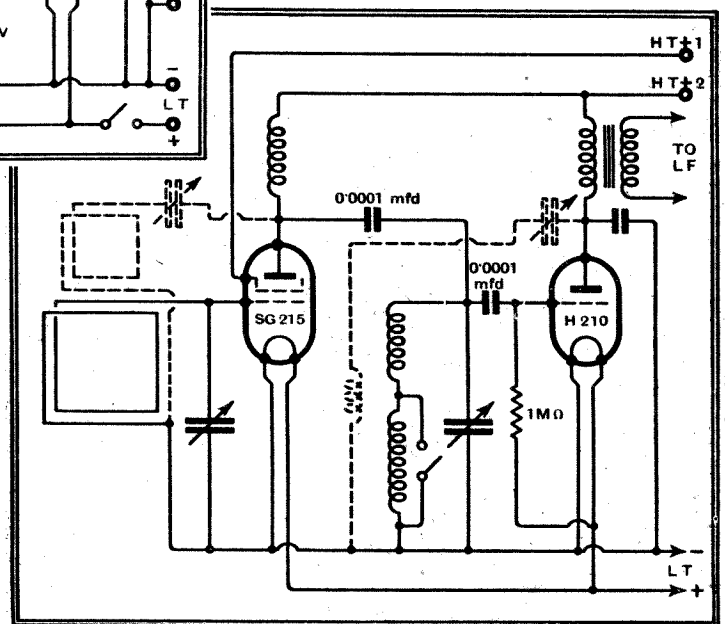 V
−
LT
+
HT+1
HT+2
TO
LF
0·0001 mfd
0·0001
mfd
SG 215
H 210
1MΩ
−
LT
+